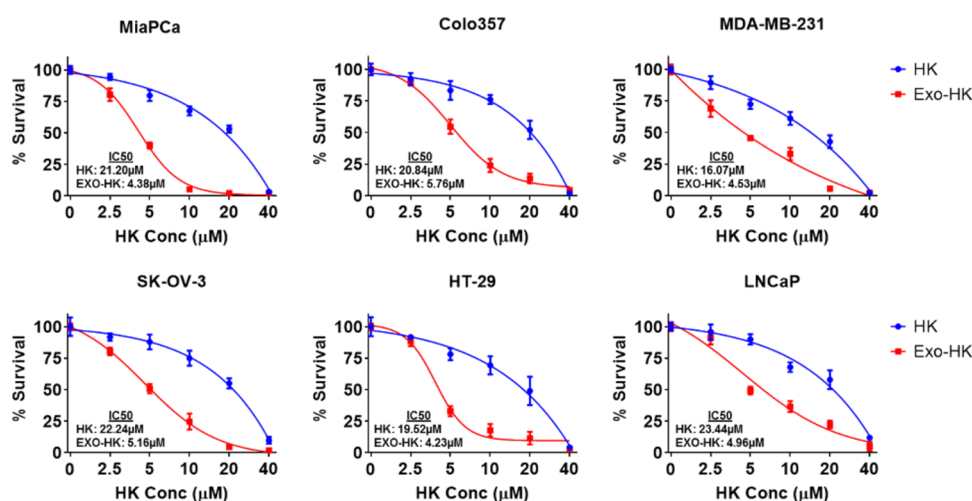 MiaPCa
Colo357
MDA-MB-231
% Survival
100
75
50
25
0
IC50
HK: 21.20µM
EXO-HK: 4.38µM
0 2.5 5 10 20 40
HK Conc (µM)
% Survival
100
75
50
25
0
IC50
HK: 20.84µM
EXO-HK: 5.76µM
0 2.5 5 10 20 40
HK Conc (µM)
% Survival
100
75
50
25
0
IC50
HK: 16.07µM
EXO-HK: 4.53µM
0 2.5 5 10 20 40
HK Conc (µM)
HK
Exo-HK
SK-OV-3
HT-29
LNCaP
% Survival
100
75
50
25
0
IC50
HK: 22.24µM
EXO-HK: 5.16µM
0 2.5 5 10 20 40
HK Conc (µM)
% Survival
100
75
50
25
0
IC50
HK: 19.52µM
EXO-HK: 4.23µM
0 2.5 5 10 20 40
HK Conc (µM)
% Survival
100
75
50
25
0
IC50
HK: 23.44µM
EXO-HK: 4.96µM
0 2.5 5 10 20 40
HK Conc (µM)
HK
Exo-HK